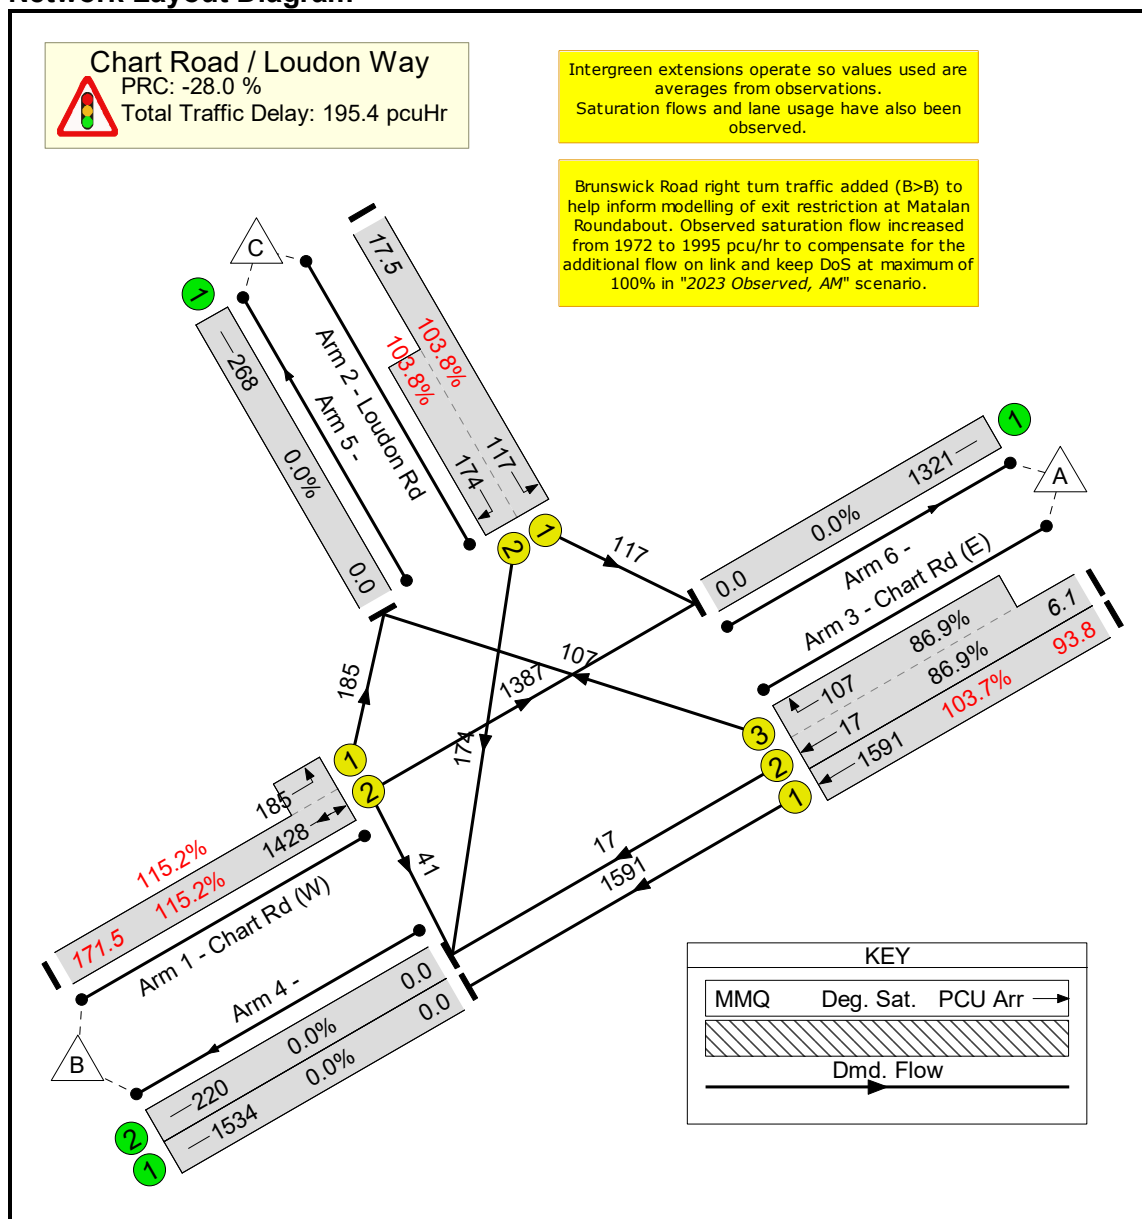 Network Layout Diagram
Chart Road / Loudon Way
PRC: -28.0 %
Total Traffic Delay: 195.4 pcuHr
Intergreen extensions operate so values used are
averages from observations.
Saturation flows and lane usage have also been
observed.
Brunswick Road right turn traffic added (B>B) to
help inform modelling of exit restriction at Matalan
Roundabout. Observed saturation flow increased
from 1972 to 1995 pcu/hr to compensate for the
additional flow on link and keep DoS at maximum of
100% in "2023 Observed, AM" scenario.
C
1
268
0.0%
0.0
Arm 5 -
Arm 2 - Loudon Rd
17.5
103.8%
103.8%
117
174
2
1
117
1
A
1321
0.0%
0.0
Arm 6 -
Arm 3 - Chart Rd (E)
86.9%
107
6.1
86.9%
17
93.8
103.7%
1591
3
2
1
107
1387
185
174
1
2
185
1428
115.2%
115.2%
171.5
Arm 1 - Chart Rd (W)
41
17
1591
B
Arm 4 -
0.0
0.0%
220
0.0
0.0%
1534
2
1
KEY
MMQ Deg. Sat. PCU Arr
Dmd. Flow